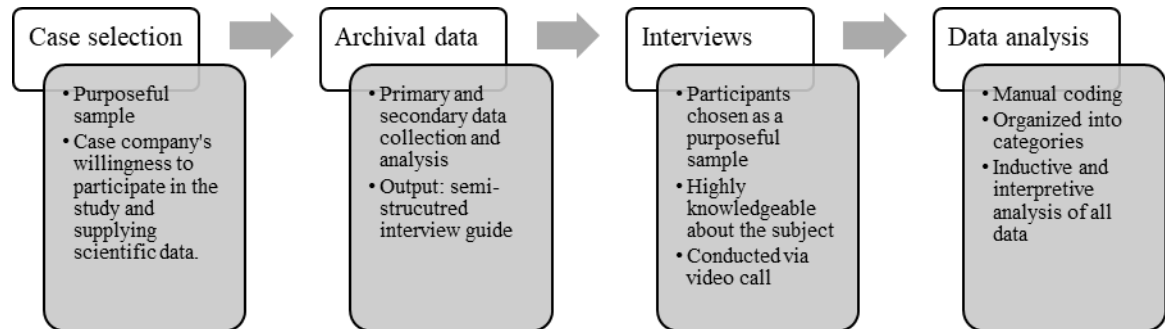 Case selection
• Purposeful
sample
• Case company's
willingness to
participate in the
study and
supplying
scientific data.
Archival data
• Primary and
secondary data
collection and
analysis
• Output: semi-
strucutred
interview guide
Interviews
• Participants
chosen as a
purposeful
sample
• Highly
knowledgeable
about the subject
• Conducted via
video call
Data analysis
• Manual coding
• Organized into
categories
• Inductive and
interpretive
analysis of all
data